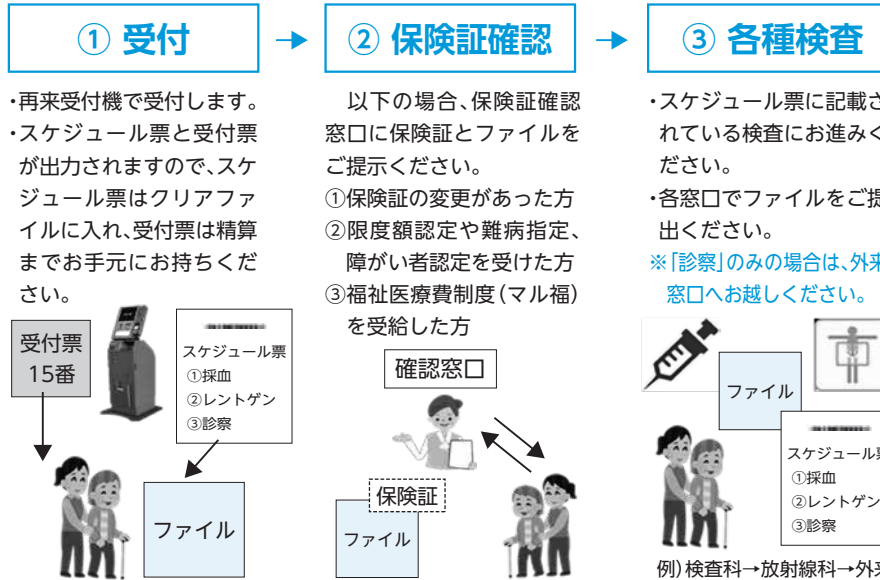 ① 受付
・再来受付機で受付します。
・スケジュール票と受付票
が出力されますので、スケ
ジュール票はクリアファ
イルに入れ、受付票は精算
までお手元にお持ちくだ
さい。
受付票
15番
スケジュール票
①採血
②レントゲン
③診察
ファイル
② 保険証確認
以下の場合、保険証確認
窓口に保険証とファイルを
ご提示ください。
①保険証の変更があった方
②限度額認定や難病指定、
障がい者認定を受けた方
③福祉医療費制度(マル福)
を受給した方
確認窓口
保険証
ファイル
③ 各種検査
・スケジュール票に記載さ
れている検査にお進みく
ださい。
・各窓口でファイルをご提
出ください。
※「診察」のみの場合は、外来
窓口へお越しください。
ファイル
スケジュール票
①採血
②レントゲン
③診察
例)検査科→放射線科→外来